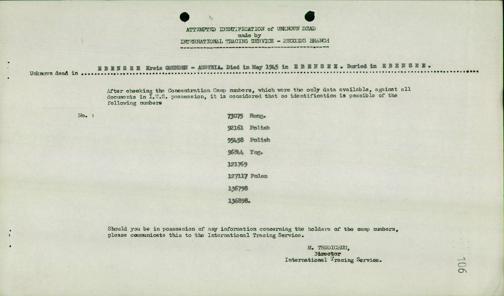 ATTEMPTED IDENTIFICATION of UNKNOWN DEAD
made by
INTERNATIONAL TRACING SERVICE - RECORDS BRANCH
Unknown dead in E B E N S E E Kreis GMUNDEN - AUSTRIA. Died in May 1945 in E B E N S E E. Buried in E B E N S E E.
After checking the Concentration Camp numbers, which were the only data available, against all
documents in I.T.S. possession, it is considered that no identification is possible of the
following numbers
No. :
73075 Hung.
92161 Polish
95458 Polish
96844 Yug.
121769
127117 Polen
136798
136898.
Should you be in possession of any information concerning the holders of the camp numbers,
please communicate this to the International Tracing Service.
M. THUDICHUM,
Director
International Tracing Service.
106